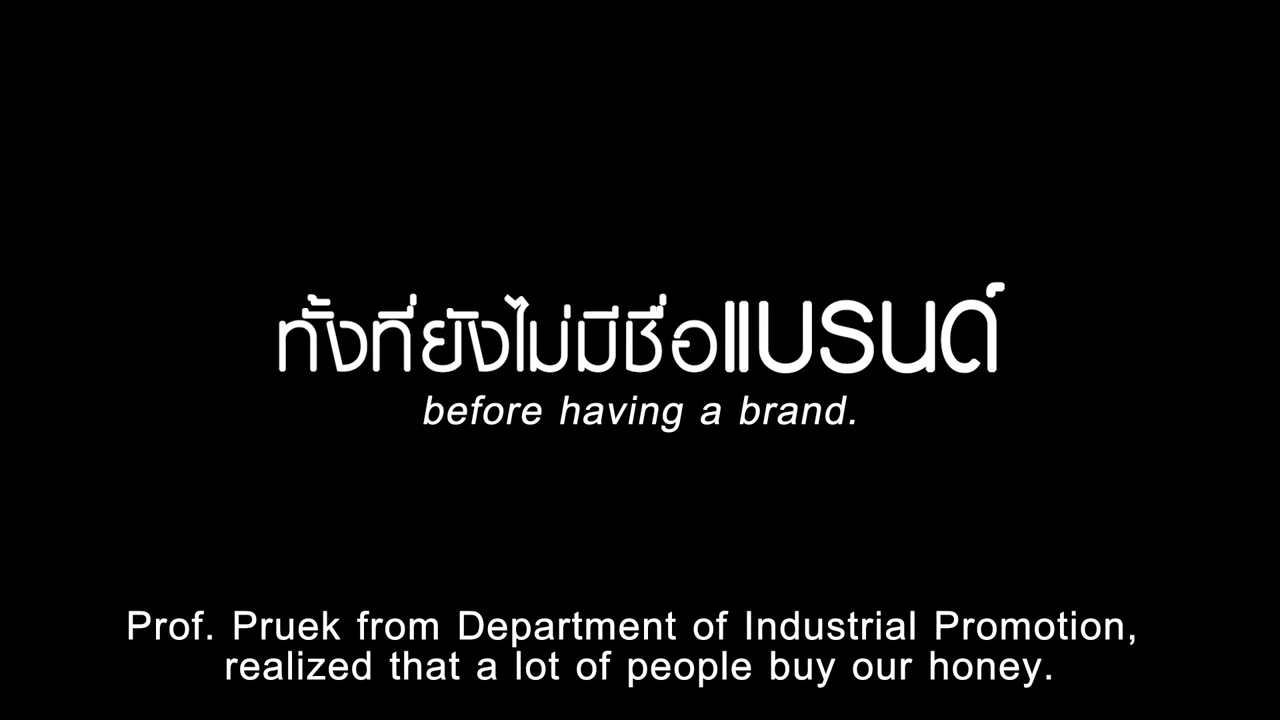 ทั้งที่ยังไม่มีชื่อแบรนด์
before having a brand.
Prof. Pruek from Department of Industrial Promotion,
realized that a lot of people buy our honey.